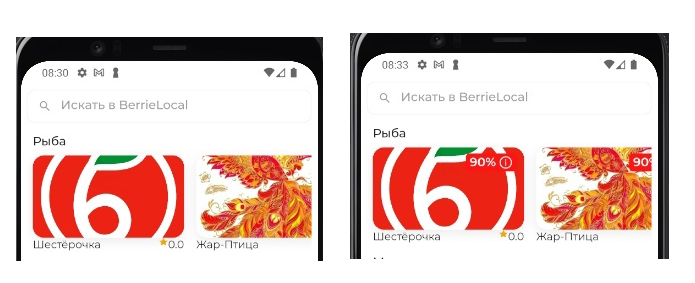 08:30
Искать в BerrieLocal
Рыба
Шестёрочка 0.0
Жар-Птица
08:33
Искать в BerrieLocal
Рыба
90%
90%
Шестёрочка 0.0
Жар-Птица